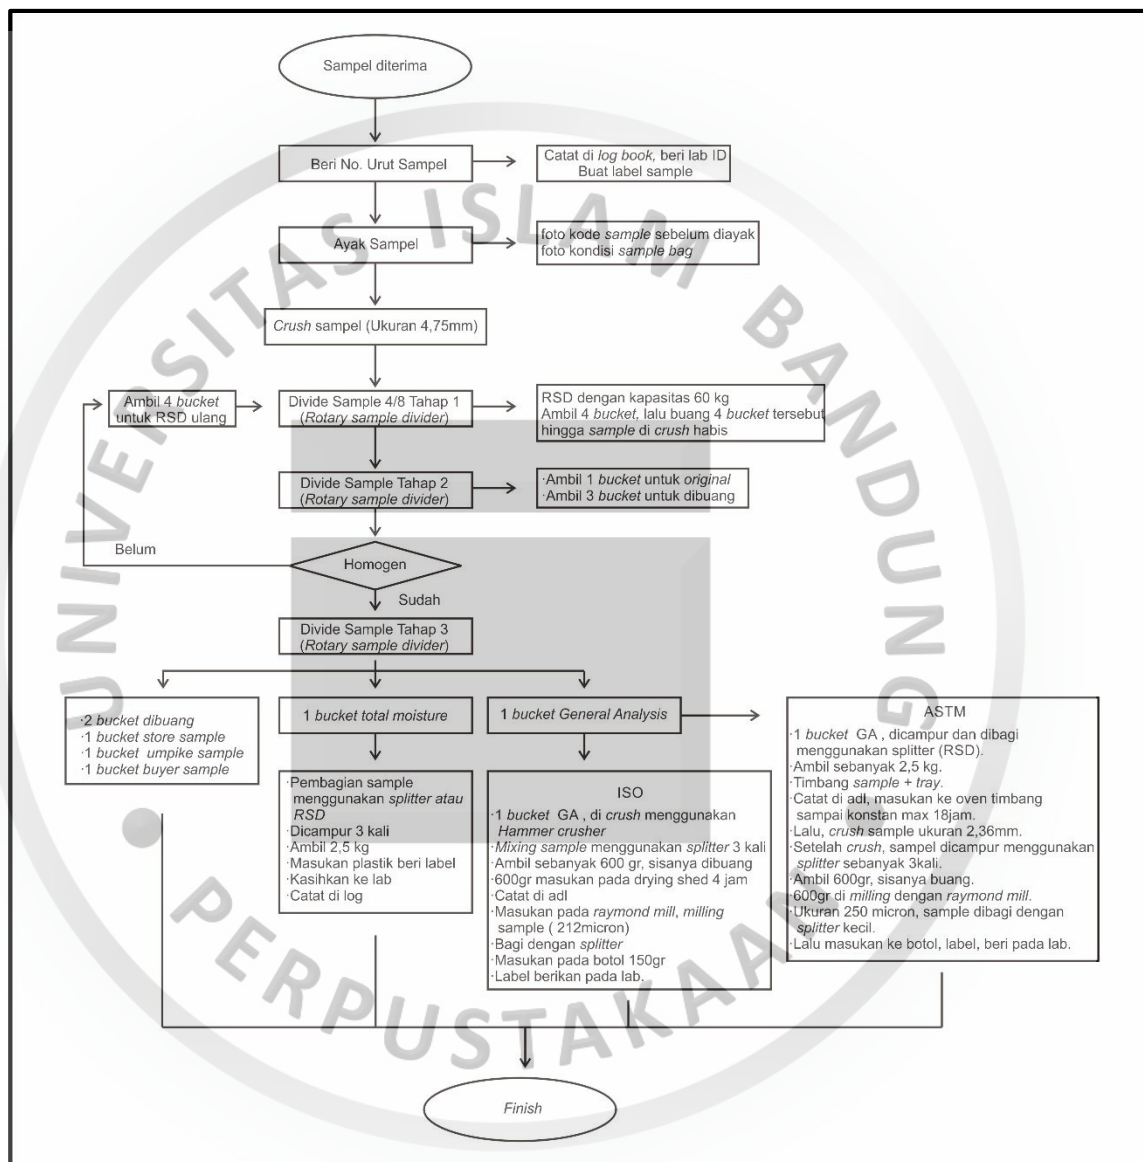 Sampel diterima
Beri No. Urut Sampel
Catat di log book, beri lab ID
Buat label sample
Ayak Sampel
foto kode sample sebelum diayak
foto kondisi sample bag
Crush sampel (Ukuran 4,75mm)
Ambil 4 bucket
untuk RSD ulang
Divide Sample 4/8 Tahap 1
(Rotary sample divider)
RSD dengan kapasitas 60 kg
Ambil 4 bucket, lalu buang 4 bucket tersebut
hingga sample di crush habis
Divide Sample Tahap 2
(Rotary sample divider)
·Ambil 1 bucket untuk original
·Ambil 3 bucket untuk dibuang
Belum
Homogen
Sudah
Divide Sample Tahap 3
(Rotary sample divider)
·2 bucket dibuang
·1 bucket store sample
·1 bucket umpike sample
·1 bucket buyer sample
1 bucket total moisture
·Pembagian sample
menggunakan splitter atau
RSD
·Dicampur 3 kali
·Ambil 2,5 kg
·Masukan plastik beri label
·Kasihkan ke lab
·Catat di log
1 bucket General Analysis
ISO
·1 bucket GA , di crush menggunakan
Hammer crusher
·Mixing sample menggunakan splitter 3 kali
·Ambil sebanyak 600 gr, sisanya dibuang
·600gr masukan pada drying shed 4 jam
·Catat di adl
·Masukan pada raymond mill, milling
sample ( 212micron)
·Bagi dengan splitter
·Masukan pada botol 150gr
·Label berikan pada lab.
ASTM
·1 bucket GA , dicampur dan dibagi
menggunakan splitter (RSD).
·Ambil sebanyak 2,5 kg.
·Timbang sample + tray.
·Catat di adl, masukan ke oven timbang
sampai konstan max 18jam.
·Lalu, crush sample ukuran 2,36mm.
·Setelah crush, sampel dicampur menggunakan
splitter sebanyak 3kali.
·Ambil 600gr, sisanya buang.
·600gr di milling dengan raymond mill.
·Ukuran 250 micron, sample dibagi dengan
splitter kecil.
·Lalu masukan ke botol, label, beri pada lab.
Finish
UNIVERSITAS ISLAM BANDUNG
PERPUSTAKAAN